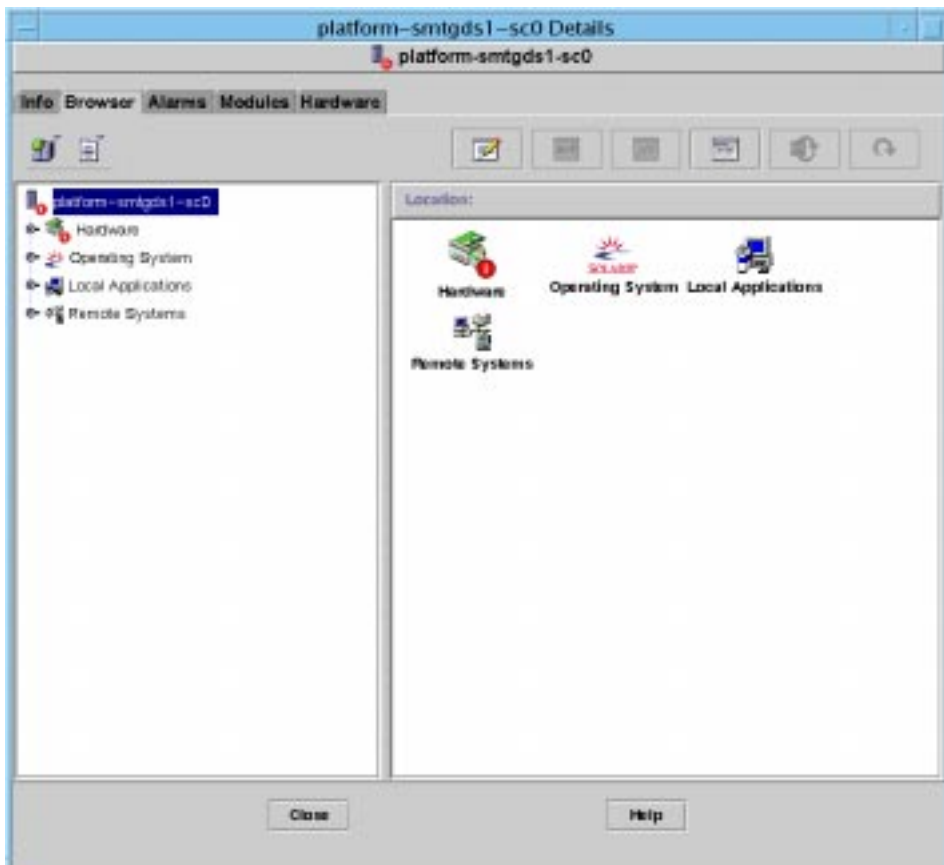 platform-smtgds1-sc0 Details
platform-smtgds1-sc0
Info Browser Alarms Modules Hardware
platform-smtgds1-sc0
Location:
Hardware
Operating System
Local Applications
Remote Systems
SOLARIS
Hardware Operating System Local Applications
Remote Systems
Close Help